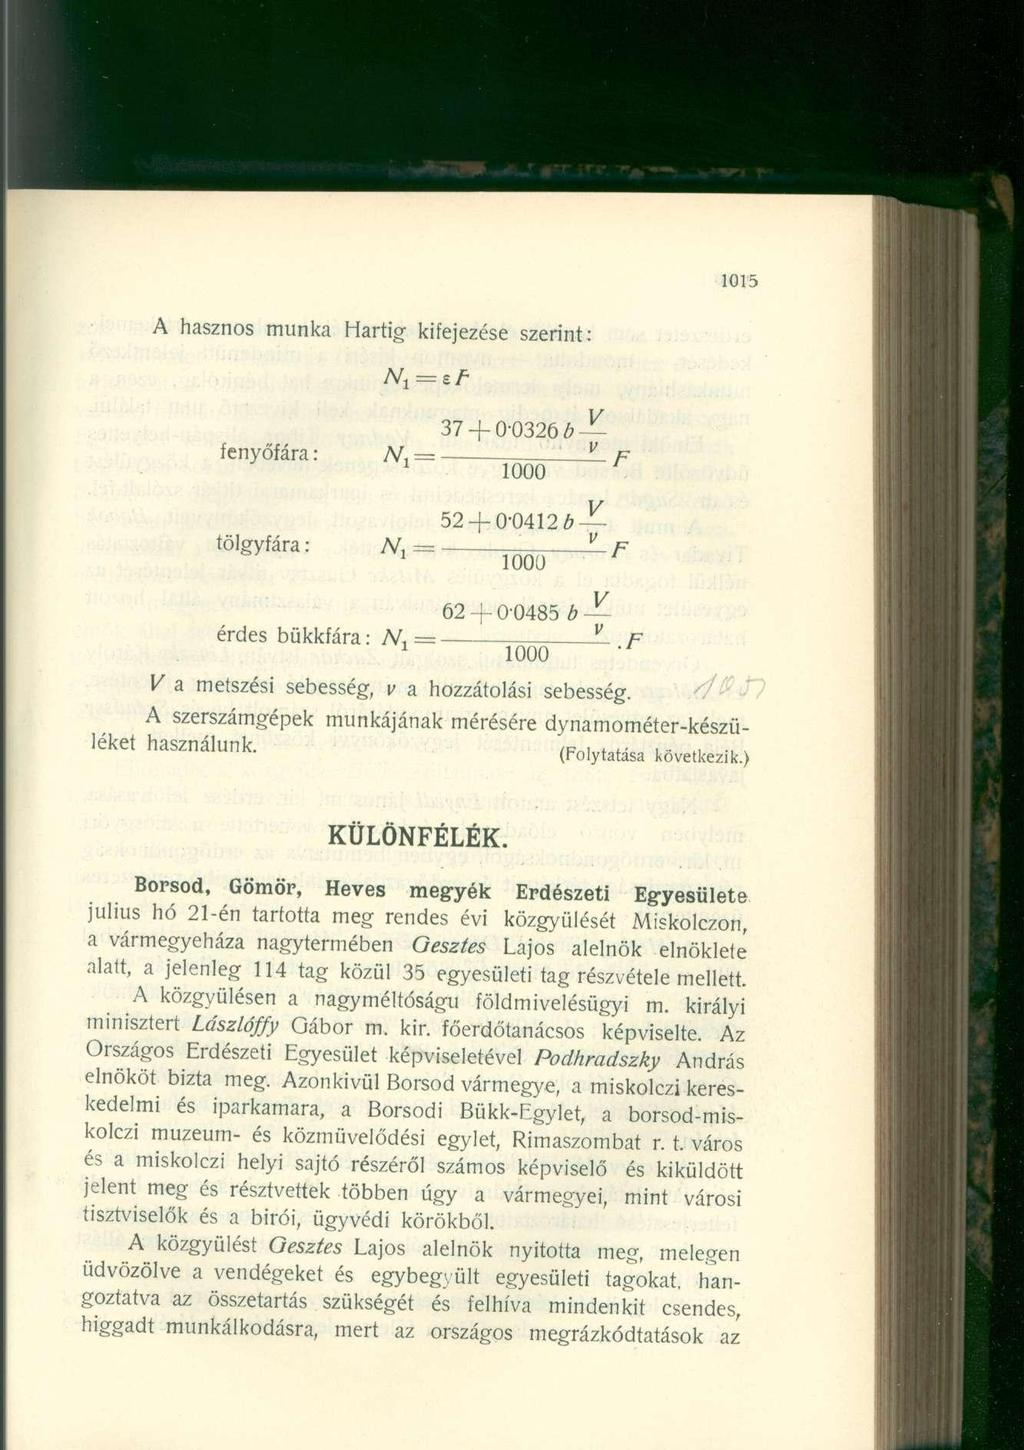 1015
A hasznos munka Hartig kifejezése szerint:
N₁ = ε F
fenyőfára: N₁ = (37 + 0·0326 b V/v) / 1000 F
tölgyfára: N₁ = (52 + 0·0412 b V/v) / 1000 F
érdes bükkfára: N₁ = (62 + 0·0485 b V/v) / 1000 . F
V a metszési sebesség, v a hozzátolási sebesség.
A szerszámgépek munkájának mérésére dynamométer-készü-
léket használunk.
(Folytatása következik.)
KÜLÖNFÉLÉK.
Borsod, Gömör, Heves megyék Erdészeti Egyesülete
julius hó 21-én tartotta meg rendes évi közgyülését Miskolczon,
a vármegyeháza nagytermében Gesztes Lajos alelnök elnöklete
alatt, a jelenleg 114 tag közül 35 egyesületi tag részvétele mellett.
A közgyülésen a nagyméltóságu földmivelésügyi m. királyi
minisztert Lászlóffy Gábor m. kir. főerdőtanácsos képviselte. Az
Országos Erdészeti Egyesület képviseletével Podhradszky András
elnököt bizta meg. Azonkivül Borsod vármegye, a miskolczi keres-
kedelmi és iparkamara, a Borsodi Bükk-Egylet, a borsod-mis-
kolczi muzeum- és közmüvelődési egylet, Rimaszombat r. t. város
és a miskolczi helyi sajtó részéről számos képviselő és kiküldött
jelent meg és résztvettek többen úgy a vármegyei, mint városi
tisztviselők és a birói, ügyvédi körökből.
A közgyülést Gesztes Lajos alelnök nyitotta meg, melegen
üdvözölve a vendégeket és egybegyült egyesületi tagokat, han-
goztatva az összetartás szükségét és felhíva mindenkit csendes,
higgadt munkálkodásra, mert az országos megrázkódtatások az